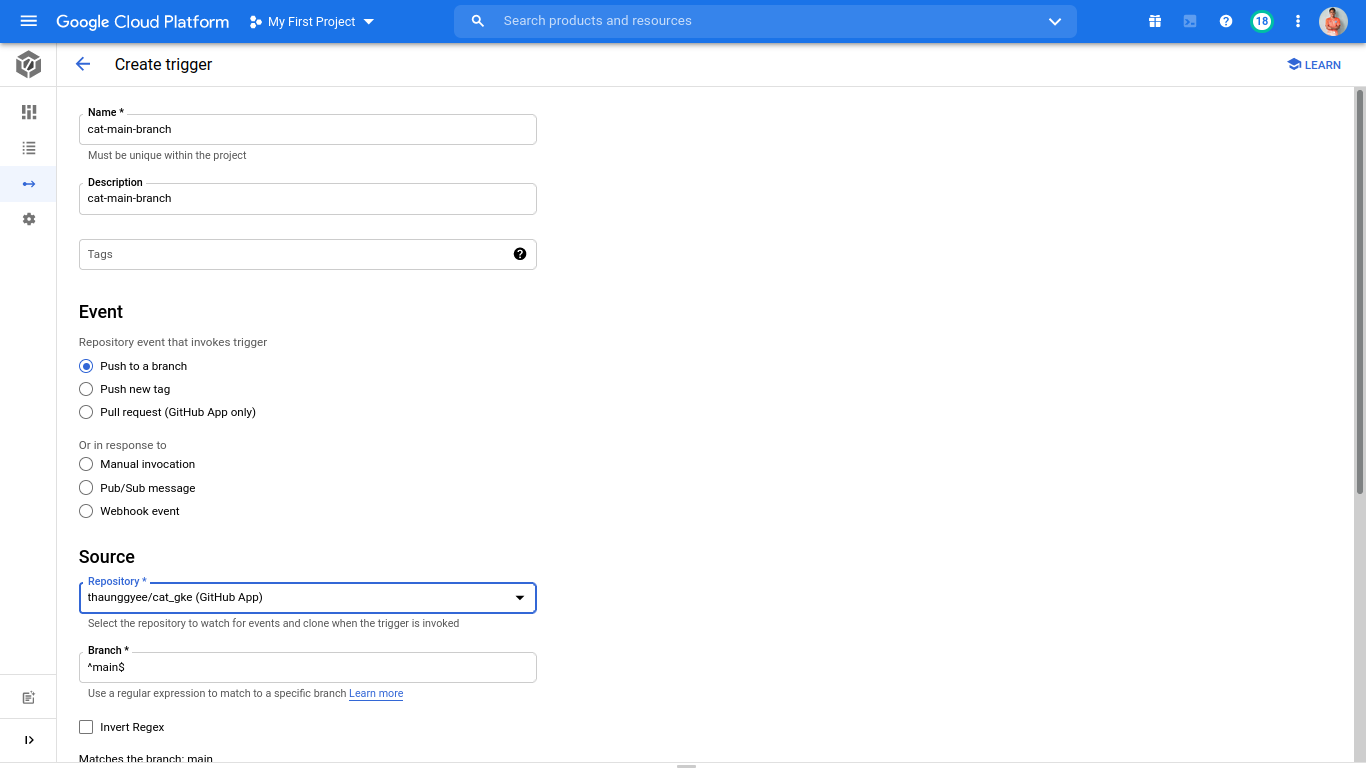 Google Cloud Platform
My First Project
Search products and resources
18
Create trigger
LEARN
Name *
cat-main-branch
Must be unique within the project
Description
cat-main-branch
Tags
Event
Repository event that invokes trigger
Push to a branch
Push new tag
Pull request (GitHub App only)
Or in response to
Manual invocation
Pub/Sub message
Webhook event
Source
Repository *
thaunggyee/cat_gke (GitHub App)
Select the repository to watch for events and clone when the trigger is invoked
Branch *
^main$
Use a regular expression to match to a specific branch Learn more
Invert Regex
Matches the branch: main